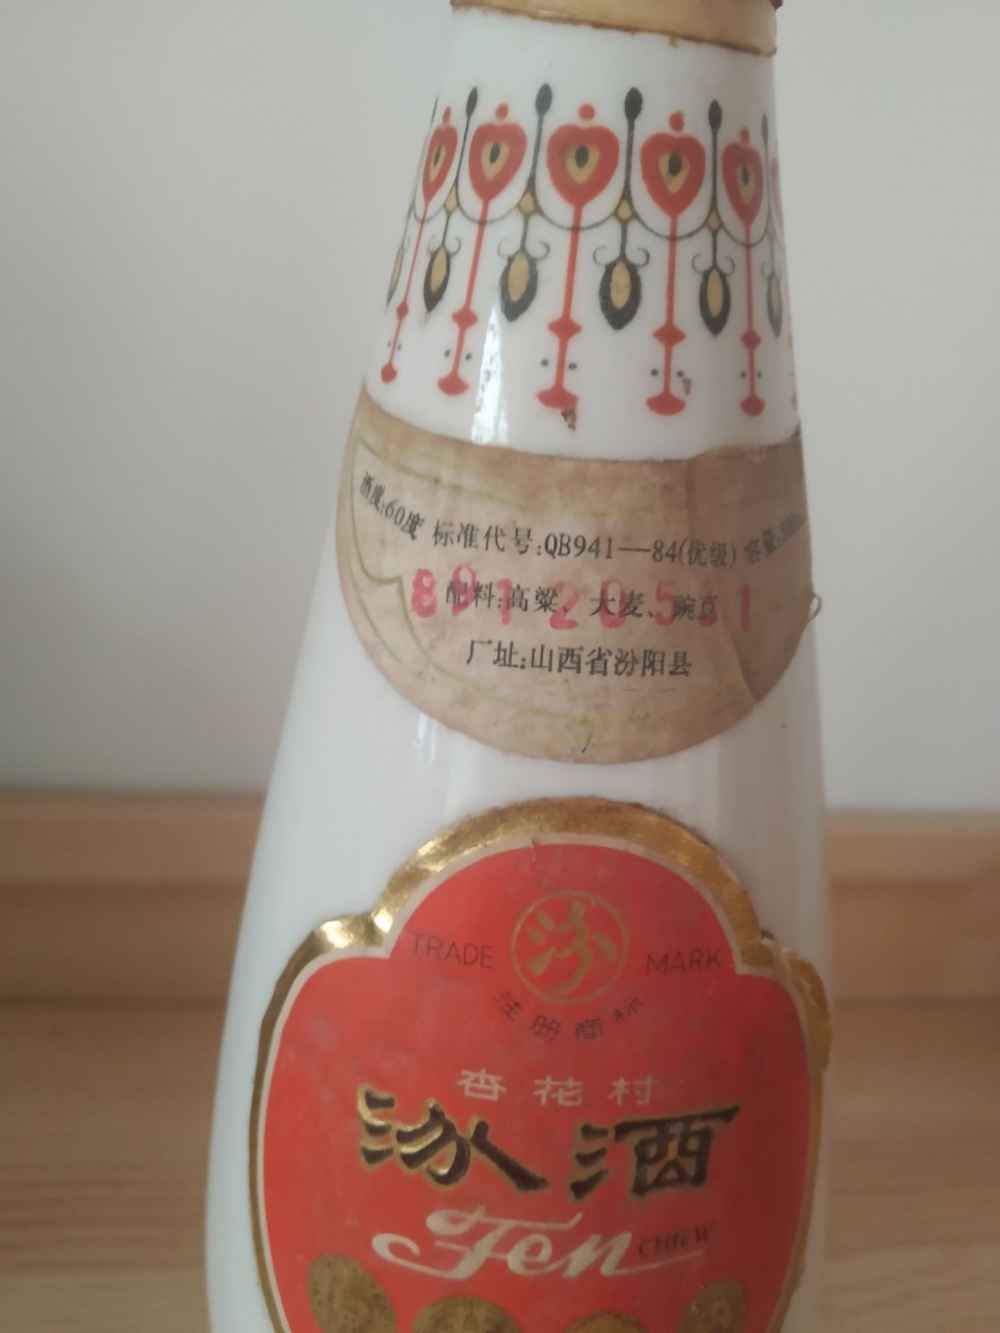 酒度:60度 标准代号:QB941—84(优级) 容量:
配料:高粱、大麦、豌豆
厂址:山西省汾阳县
汾
TRADE MARK
注册商标
杏花村
汾酒
Fen CHIEW